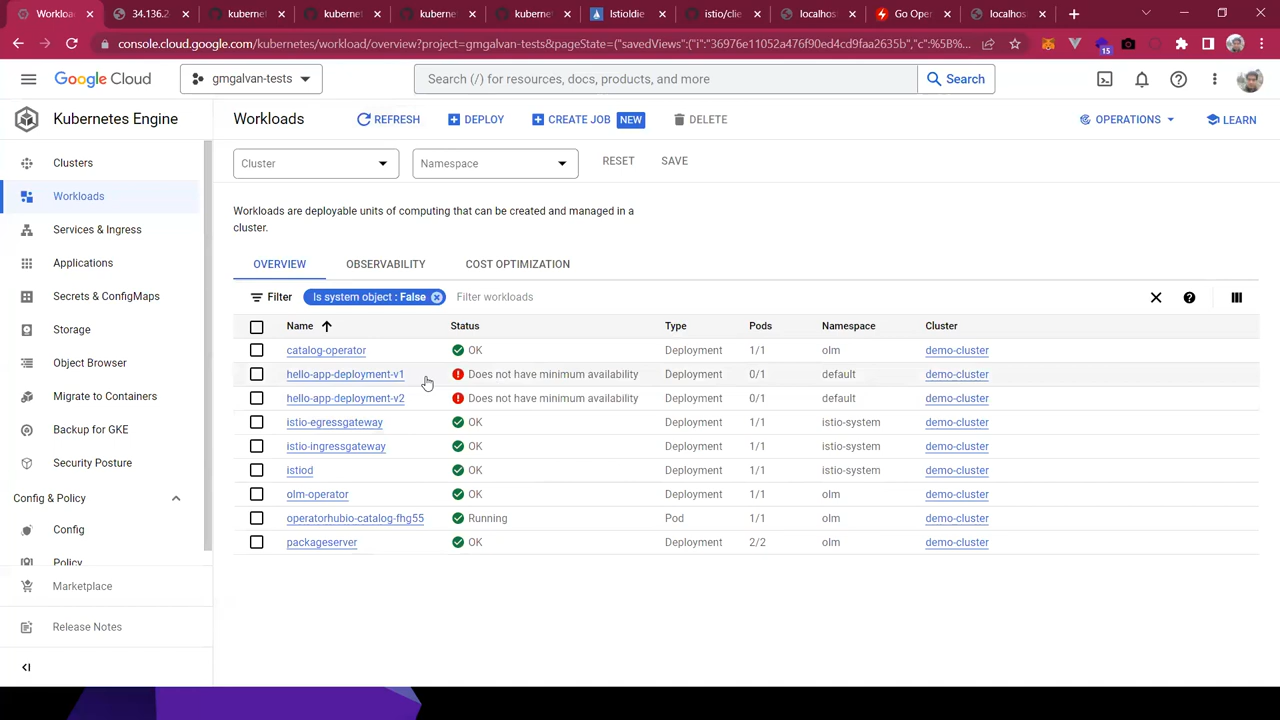 Workload
34.136.2
kubernet
kubernet
kubernet
kubernet
IstioIdie
istio/clie
localhos
Go Oper
localhos
console.cloud.google.com/kubernetes/workload/overview?project=gmgalvan-tests&pageState=("savedViews":("i":"36976e11052a476f90ed4cd9faa2635b","c":%5B%...
15
Google Cloud
gmgalvan-tests
Search (/) for resources, docs, products, and more
Search
Kubernetes Engine
Workloads
REFRESH
DEPLOY
CREATE JOB
NEW
DELETE
OPERATIONS
LEARN
Clusters
Workloads
Services & Ingress
Applications
Secrets & ConfigMaps
Storage
Object Browser
Migrate to Containers
Backup for GKE
Security Posture
Config & Policy
Config
Policy
Marketplace
Release Notes
Cluster
Namespace
RESET
SAVE
Workloads are deployable units of computing that can be created and managed in a
cluster.
OVERVIEW
OBSERVABILITY
COST OPTIMIZATION
Filter
Is system object : False
Filter workloads
Name Status Type Pods Namespace Cluster
catalog-operator OK Deployment 1/1 olm demo-cluster
hello-app-deployment-v1 Does not have minimum availability Deployment 0/1 default demo-cluster
hello-app-deployment-v2 Does not have minimum availability Deployment 0/1 default demo-cluster
istio-egressgateway OK Deployment 1/1 istio-system demo-cluster
istio-ingressgateway OK Deployment 1/1 istio-system demo-cluster
istiod OK Deployment 1/1 istio-system demo-cluster
olm-operator OK Deployment 1/1 olm demo-cluster
operatorhubio-catalog-fhg55 Running Pod 1/1 olm demo-cluster
packageserver OK Deployment 2/2 olm demo-cluster